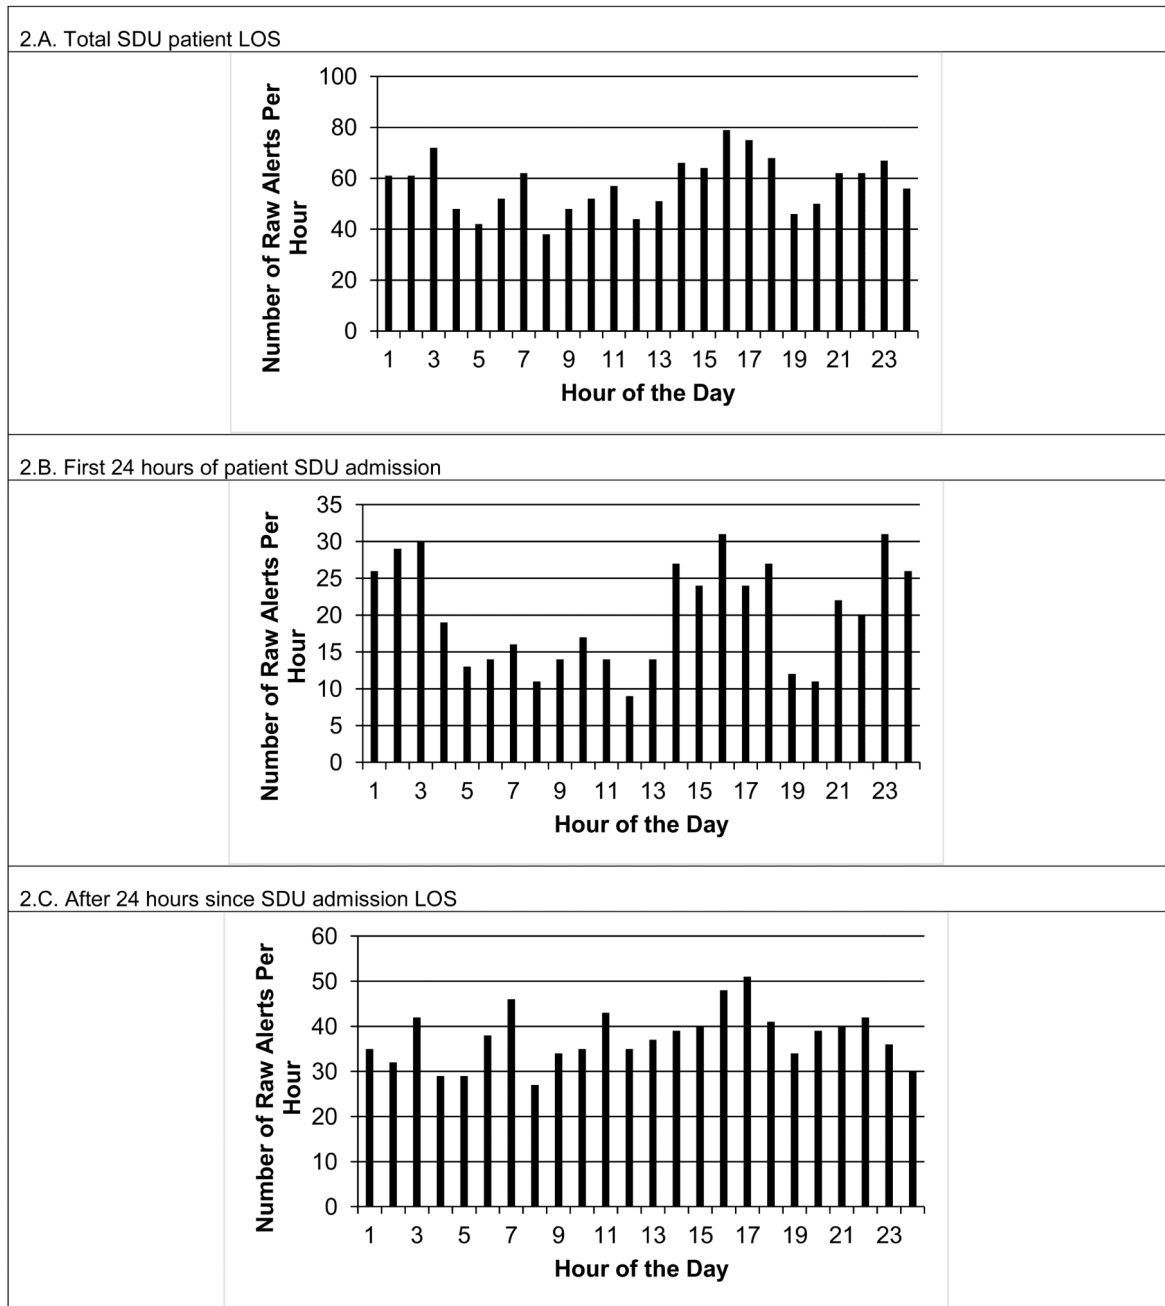 2.A. Total SDU patient LOS
Number of Raw Alerts Per
Hour
100
80
60
40
20
0
1 3 5 7 9 11 13 15 17 19 21 23
Hour of the Day
2.B. First 24 hours of patient SDU admission
Number of Raw Alerts Per
Hour
35
30
25
20
15
10
5
0
1 3 5 7 9 11 13 15 17 19 21 23
Hour of the Day
2.C. After 24 hours since SDU admission LOS
Number of Raw Alerts Per
Hour
60
50
40
30
20
10
0
1 3 5 7 9 11 13 15 17 19 21 23
Hour of the Day